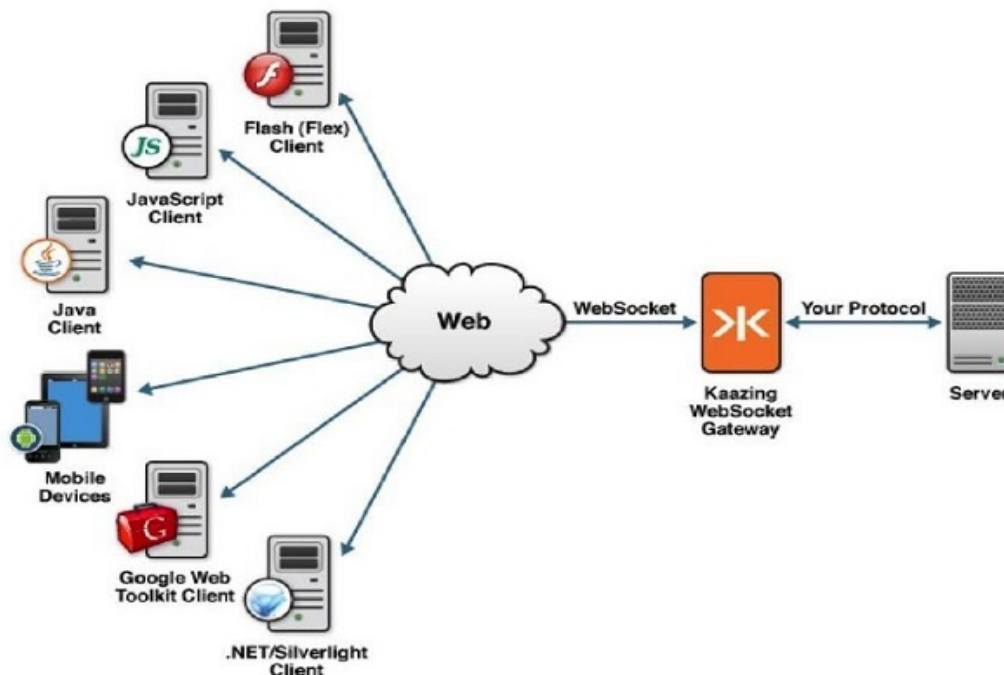 Flash (Flex)
Client
JS
JavaScript
Client
Java
Client
Web
WebSocket
Your Protocol
Kaazing
WebSocket
Gateway
Server
Mobile
Devices
G
Google Web
Toolkit Client
.NET/Silverlight
Client